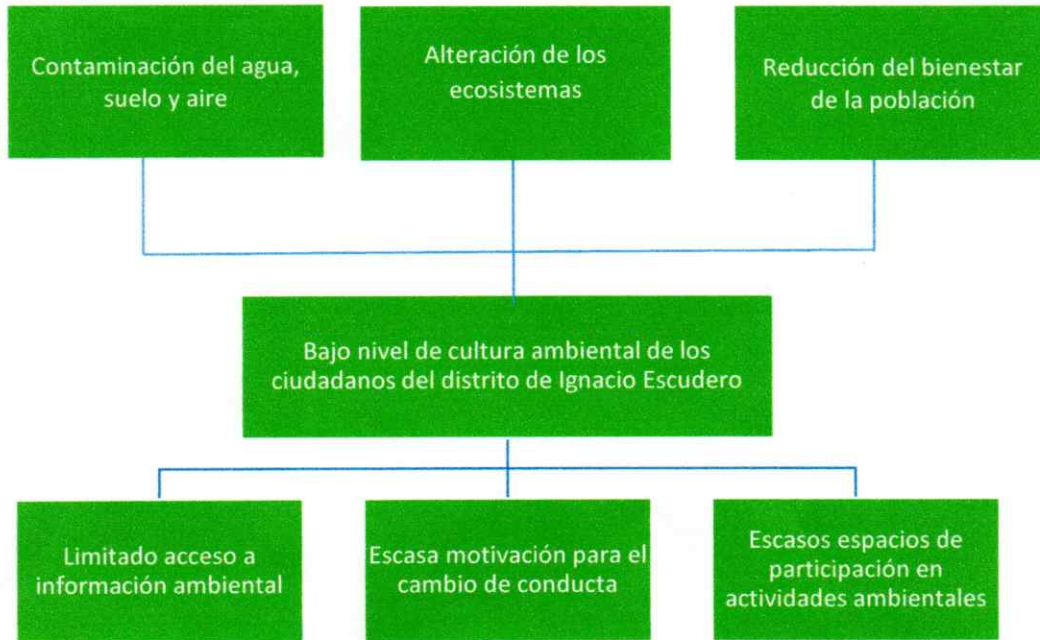 Contaminación del agua,
suelo y aire
Alteración de los
ecosistemas
Reducción del bienestar
de la población
Bajo nivel de cultura ambiental de los
ciudadanos del distrito de Ignacio Escudero
Limitado acceso a
información ambiental
Escasa motivación para el
cambio de conducta
Escasos espacios de
participación en
actividades ambientales